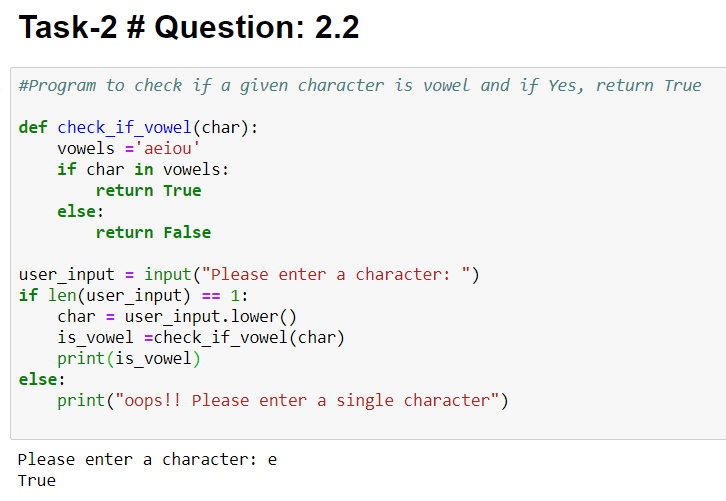 Task-2 # Question: 2.2
#Program to check if a given character is vowel and if Yes, return True
def check_if_vowel(char):
    vowels ='aeiou'
    if char in vowels:
        return True
    else:
        return False
user_input = input("Please enter a character: ")
if len(user_input) == 1:
    char = user_input.lower()
    is_vowel =check_if_vowel(char)
    print(is_vowel)
else:
    print("oops!! Please enter a single character")
Please enter a character: e
True